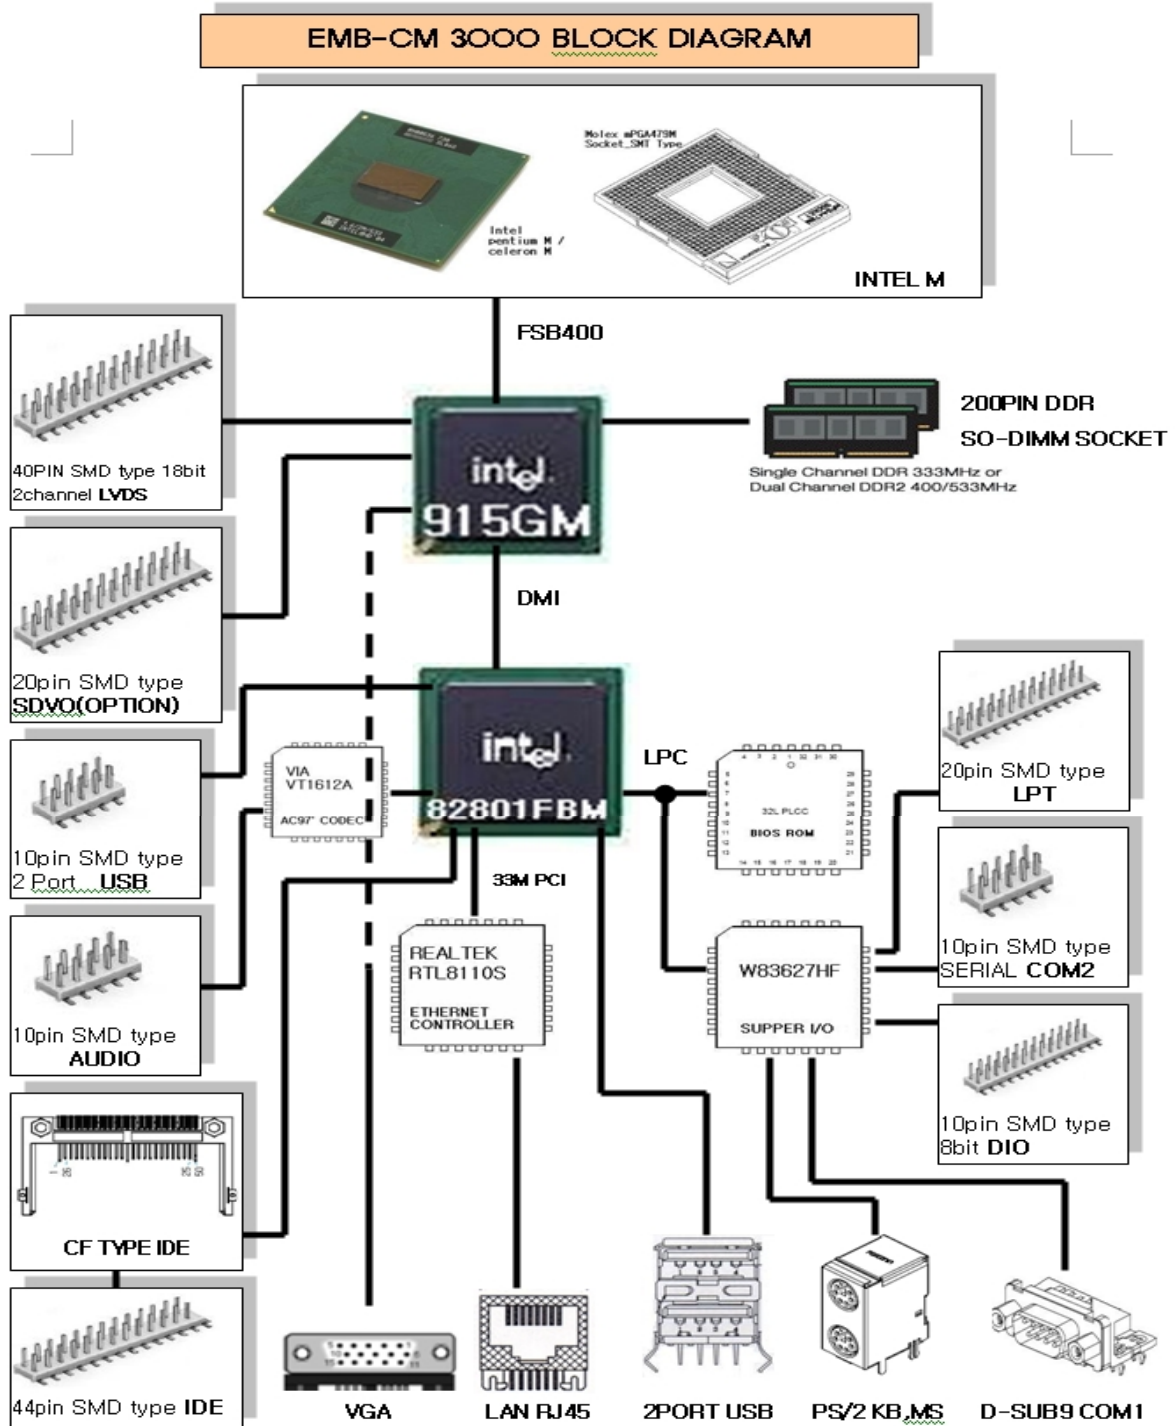 EMB-CM 3000 BLOCK DIAGRAM
Molex mPGA479M
Socket_SMT Type
Intel
pentium M /
celeron M
INTEL M
FSB400
40PIN SMD type 18bit
2channel LVDS
intel
915GM
200PIN DDR
SO-DIMM SOCKET
Single Channel DDR 333MHz or
Dual Channel DDR2 400/533MHz
DMI
20pin SMD type
SDVO(OPTION)
intel
82801FBM
LPC
VIA
VT1612A
AC97' CODEC
32L PLCC
BIOS ROM
20pin SMD type
LPT
10pin SMD type
2 Port USB
33M PCI
REALTEK
RTL8110S
ETHERNET
CONTROLLER
W83627HF
SUPPER I/O
10pin SMD type
SERIAL COM2
10pin SMD type
AUDIO
10pin SMD type
8bit DIO
1 26 25 50
CF TYPE IDE
44pin SMD type IDE
VGA
LAN RJ45
2PORT USB
PS/2 KB,MS
D-SUB9 COM1